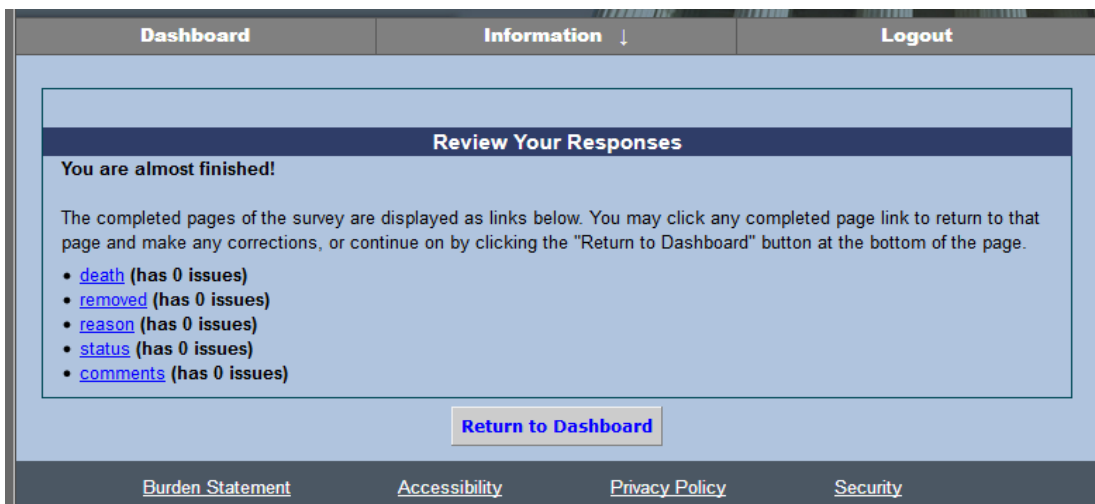 Dashboard Information ↓ Logout
Review Your Responses
You are almost finished!
The completed pages of the survey are displayed as links below. You may click any completed page link to return to that
page and make any corrections, or continue on by clicking the "Return to Dashboard" button at the bottom of the page.
• death (has 0 issues)
• removed (has 0 issues)
• reason (has 0 issues)
• status (has 0 issues)
• comments (has 0 issues)
Return to Dashboard
Burden Statement Accessibility Privacy Policy Security